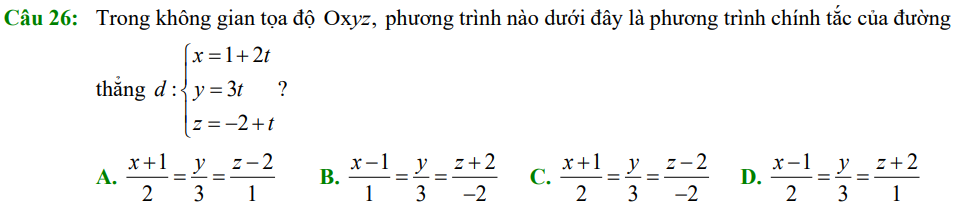 Câu 26: Trong không gian tọa độ Oxyz, phương trình nào dưới đây là phương trình chính tắc của đường
thẳng d : { x = 1 + 2t
y = 3t ?
z = −2 + t
A. (x+1)/2 = y/3 = (z−2)/1 B. (x−1)/1 = y/3 = (z+2)/−2 C. (x+1)/2 = y/3 = (z−2)/−2 D. (x−1)/2 = y/3 = (z+2)/1